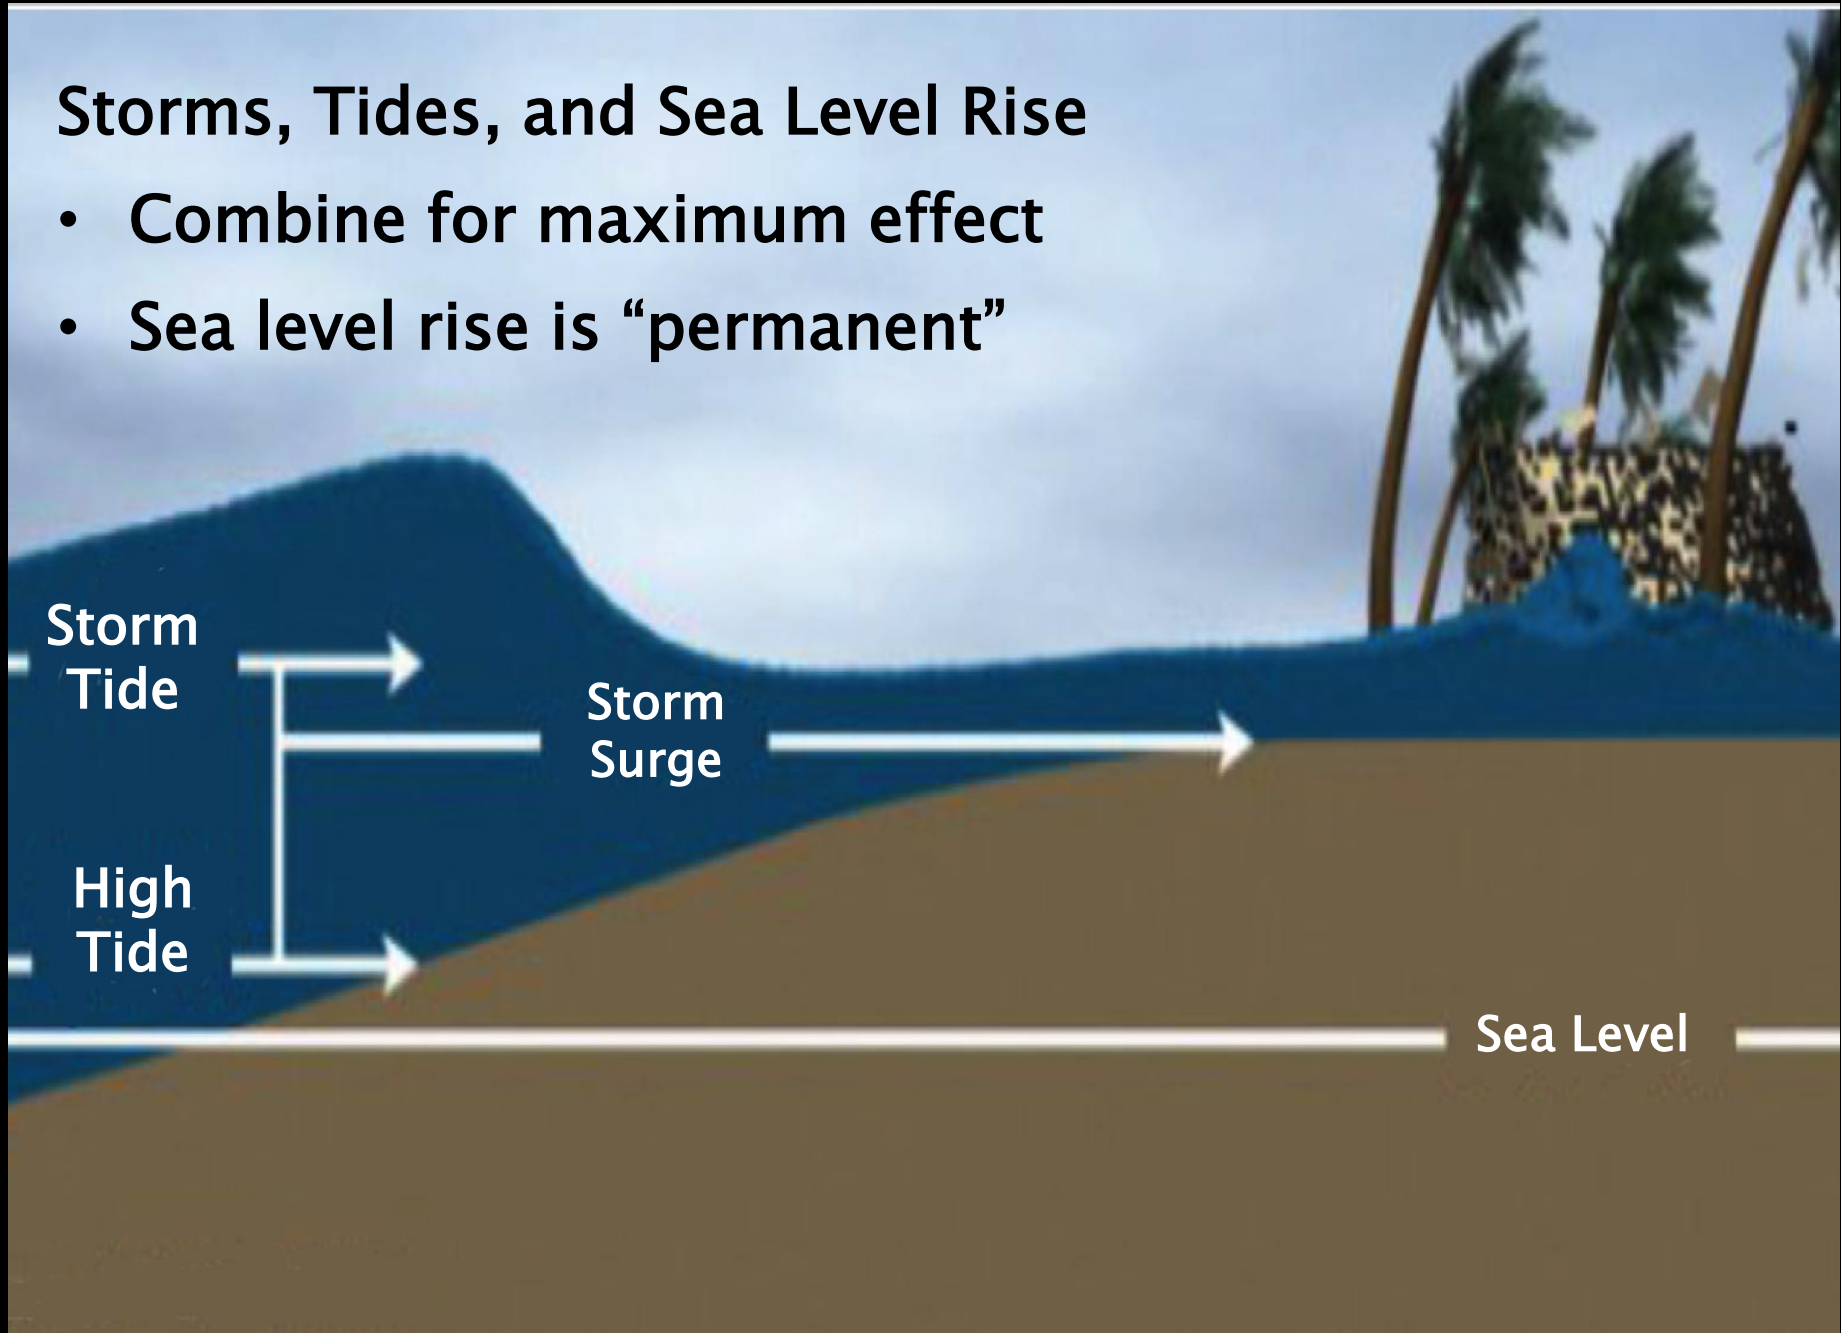 Storms, Tides, and Sea Level Rise
• Combine for maximum effect
• Sea level rise is “permanent”
Storm
Tide
Storm
Surge
High
Tide
Sea Level